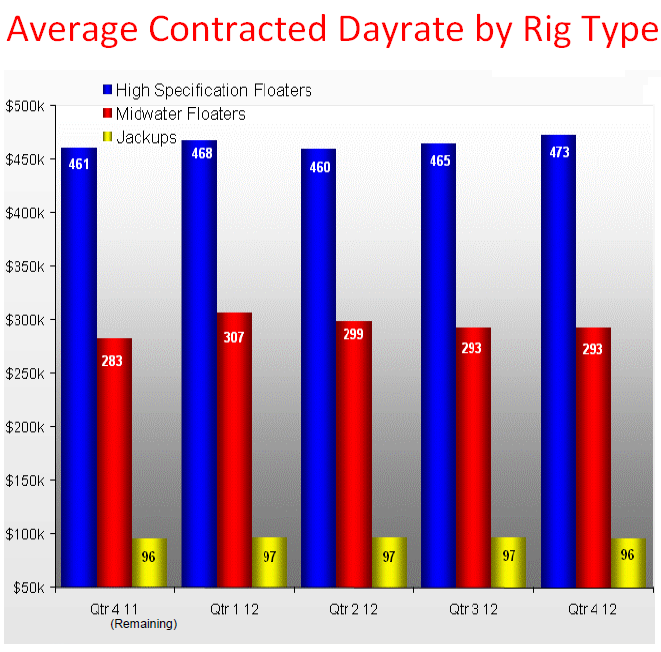 Average Contracted Dayrate by Rig Type
High Specification Floaters
Midwater Floaters
Jackups
$500k
$450k
$400k
$350k
$300k
$250k
$200k
$150k
$100k
$50k
461
283
96
468
307
97
460
299
97
465
293
97
473
293
96
Qtr 4 11
(Remaining)
Qtr 1 12
Qtr 2 12
Qtr 3 12
Qtr 4 12